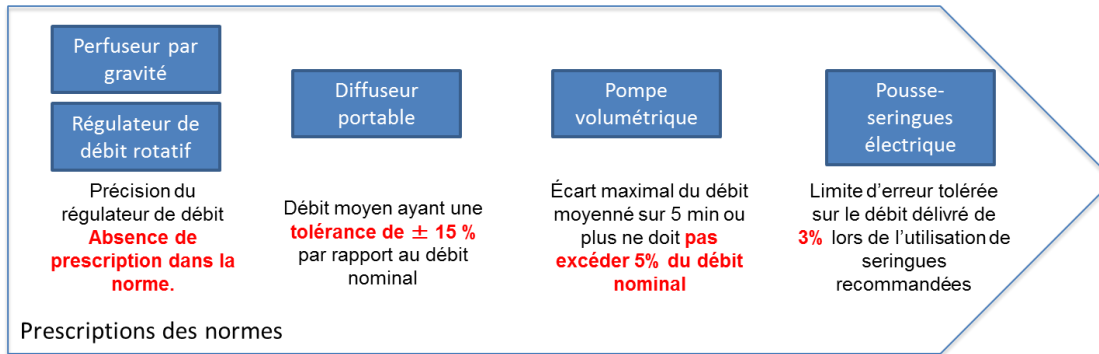 Perfuseur par
gravité
Régulateur de
débit rotatif
Précision du
régulateur de débit
Absence de
prescription dans la
norme.
Diffuseur
portable
Débit moyen ayant une
tolérance de ± 15 %
par rapport au débit
nominal
Pompe
volumétrique
Écart maximal du débit
moyenné sur 5 min ou
plus ne doit pas
excéder 5% du débit
nominal
Pousse-
seringues
électrique
Limite d’erreur tolérée
sur le débit délivré de
3% lors de l’utilisation de
seringues
recommandées
Prescriptions des normes